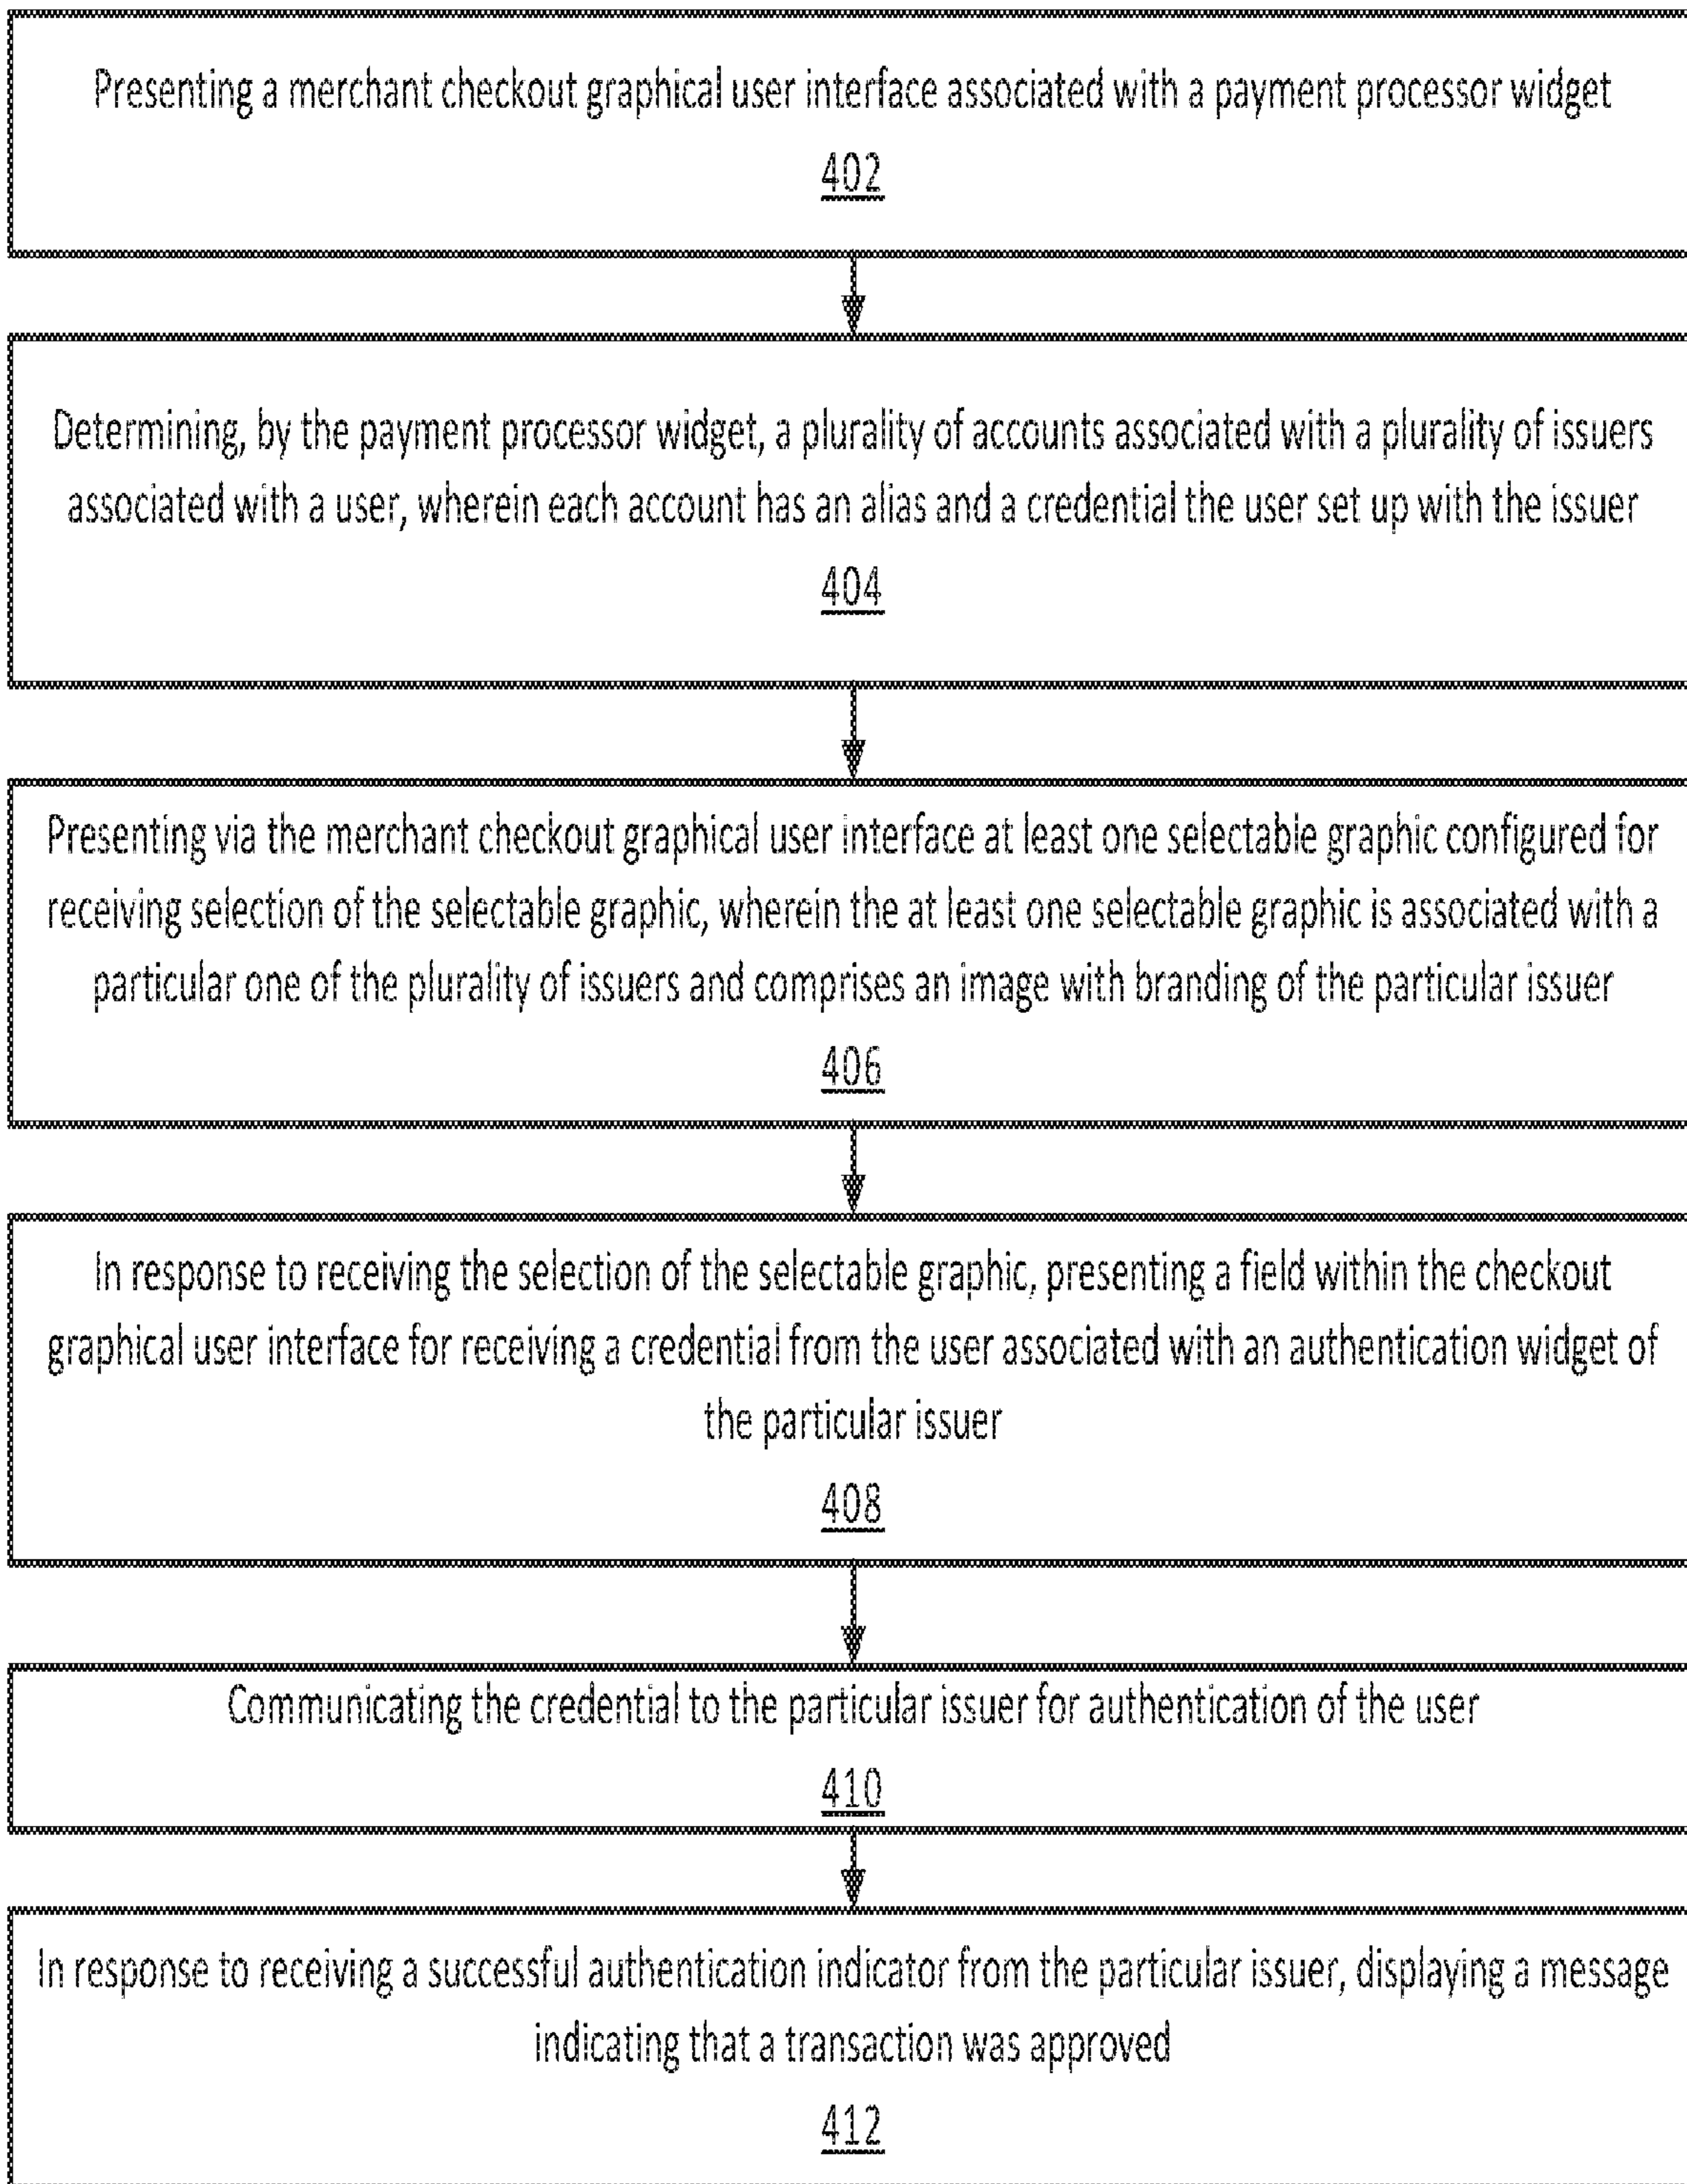 Presenting a merchant checkout graphical user interface associated with a payment processor widget
402
Determining, by the payment processor widget, a plurality of accounts associated with a plurality of issuers
associated with a user, wherein each account has an alias and a credential the user set up with the issuer
404
Presenting via the merchant checkout graphical user interface at least one selectable graphic configured for
receiving selection of the selectable graphic, wherein the at least one selectable graphic is associated with a
particular one of the plurality of issuers and comprises an image with branding of the particular issuer
406
In response to receiving the selection of the selectable graphic, presenting a field within the checkout
graphical user interface for receiving a credential from the user associated with an authentication widget of
the particular issuer
408
Communicating the credential to the particular issuer for authentication of the user
410
In response to receiving a successful authentication indicator from the particular issuer, displaying a message
indicating that a transaction was approved
412